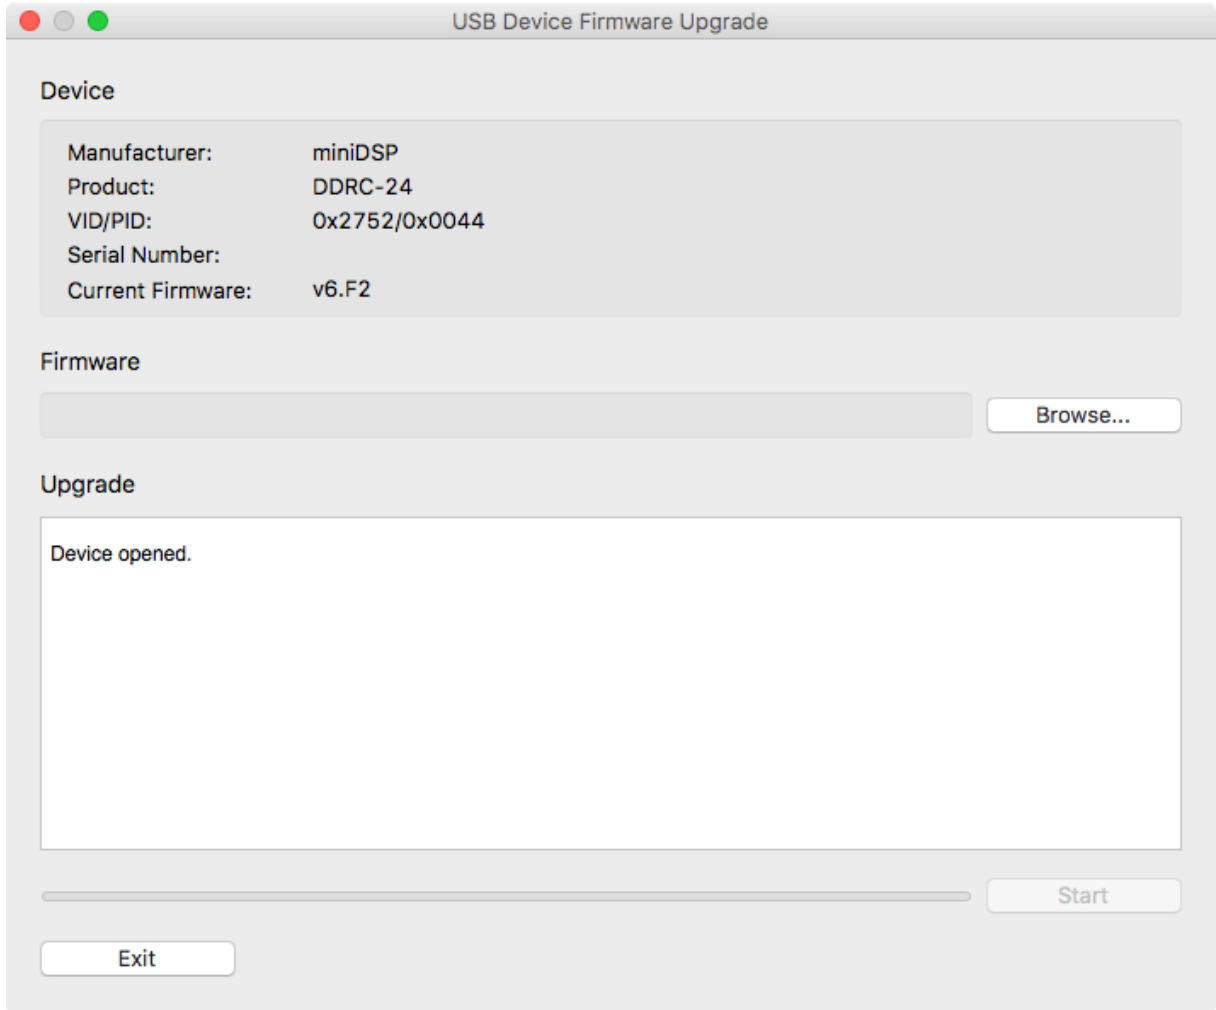 USB Device Firmware Upgrade
Device
Manufacturer: miniDSP
Product: DDRC-24
VID/PID: 0x2752/0x0044
Serial Number:
Current Firmware: v6.F2
Firmware
Browse...
Upgrade
Device opened.
Start
Exit